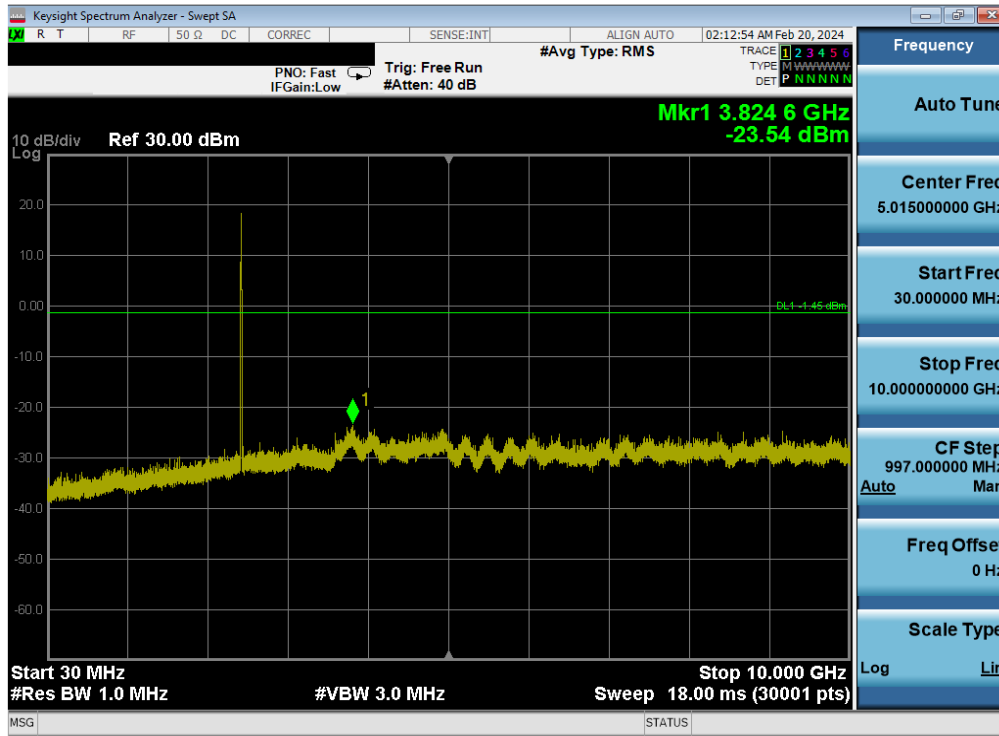 Keysight Spectrum Analyzer - Swept SA
LXI R T RF 50 Ω DC CORREC SENSE:INT ALIGN AUTO 02:12:54 AM Feb 20, 2024
#Avg Type: RMS
TRACE 1 2 3 4 5 6
TYPE M WWWWW
DET P N N N N N
PNO: Fast
IFGain:Low
Trig: Free Run
#Atten: 40 dB
Mkr1 3.824 6 GHz
-23.54 dBm
10 dB/div
Log
Ref 30.00 dBm
20.0
10.0
0.00
-10.0
-20.0
-30.0
-40.0
-50.0
-60.0
DL1 -1.45 dBm
1
Start 30 MHz
Stop 10.000 GHz
#Res BW 1.0 MHz
#VBW 3.0 MHz
Sweep 18.00 ms (30001 pts)
MSG
STATUS
Frequency
Auto Tune
Center Freq
5.015000000 GHz
Start Freq
30.000000 MHz
Stop Freq
10.000000000 GHz
CF Step
997.000000 MHz
Auto Man
Freq Offset
0 Hz
Scale Type
Log Lin